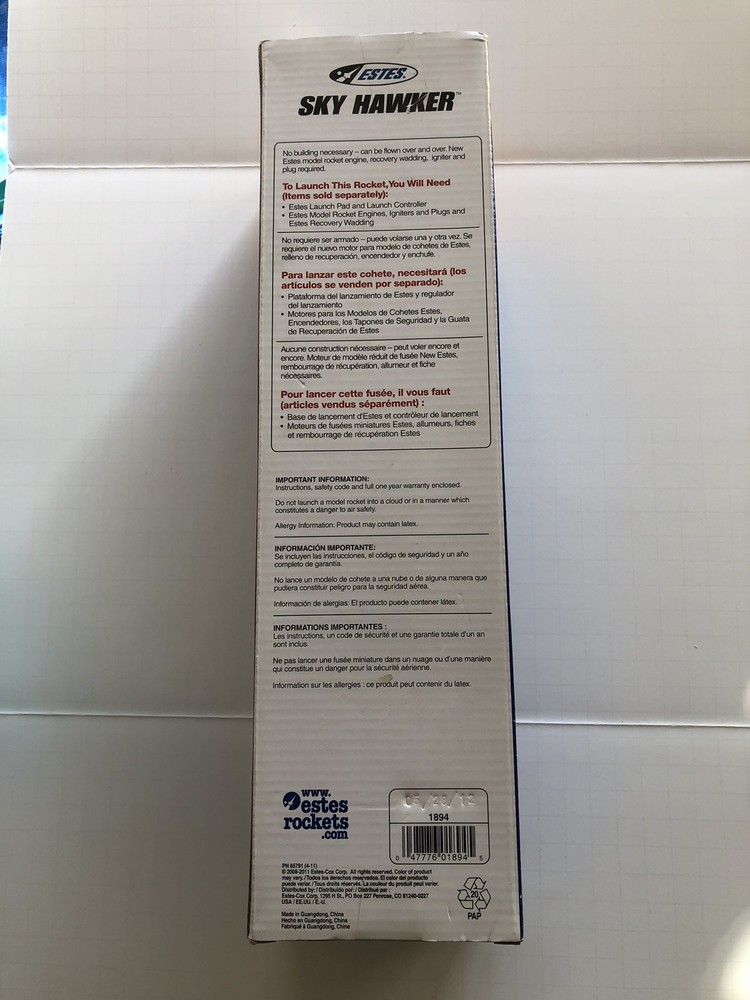 ESTES.
SKY HAWKER™
No building necessary – can be flown over and over. New
Estes model rocket engine, recovery wadding, igniter and
plug required.
To Launch This Rocket,You Will Need
(Items sold separately):
• Estes Launch Pad and Launch Controller
• Estes Model Rocket Engines, Igniters and Plugs and
Estes Recovery Wadding
No requiere ser armado – puede volarse una y otra vez. Se
requiere el nuevo motor para modelo de cohetes de Estes,
relleno de recuperación, encendedor y enchufe.
Para lanzar este cohete, necesitará (los
artículos se venden por separado):
• Plataforma del lanzamiento de Estes y regulador
del lanzamiento
• Motores para los Modelos de Cohetes Estes,
Encendedores, los Tapones de Seguridad y la Guata
de Recuperación de Estes
Aucune construction nécessaire – peut voler encore et
encore. Moteur de modèle réduit de fusée New Estes,
rembourrage de récupération, allumeur et fiche
nécessaires.
Pour lancer cette fusée, il vous faut
(articles vendus séparément) :
• Base de lancement d'Estes et contrôleur de lancement
• Moteurs de fusées miniatures Estes, allumeurs, fiches
et rembourrage de récupération Estes
IMPORTANT INFORMATION:
Instructions, safety code and full one year warranty enclosed.
Do not launch a model rocket into a cloud or in a manner which
constitutes a danger to air safety.
Allergy Information: Product may contain latex.
INFORMACIÓN IMPORTANTE:
Se incluyen las instrucciones, el código de seguridad y un año
completo de garantía.
No lance un modelo de cohete a una nube o de alguna manera que
pudiera constituir peligro para la seguridad aérea.
Información de alergias: El producto puede contener látex.
INFORMATIONS IMPORTANTES :
Les instructions, un code de sécurité et une garantie totale d'un an
sont inclus.
Ne pas lancer une fusée miniature dans un nuage ou d'une manière
qui constitue un danger pour la sécurité aérienne.
Information sur les allergies : ce produit peut contenir du latex.
www.
estes
rockets
.com
05/23/12
1894
0 47776 01894 5
PN 65791 (4-11)
© 2008-2011 Estes-Cox Corp. All rights reserved. Color of product
may vary. / Todos los derechos reservados. El color del producto
puede variar. / Tous droits réservés. La couleur du produit peut varier.
Distributed by: / Distribuido por: / Distribué par :
Estes-Cox Corp. 1295 H St., PO Box 227 Penrose, CO 81240-0227
USA / EE.UU. / É.-U.
Made in Guangdong, China
Hecho en Guangdong, China
Fabriqué à Guangdong, Chine
20
PAP